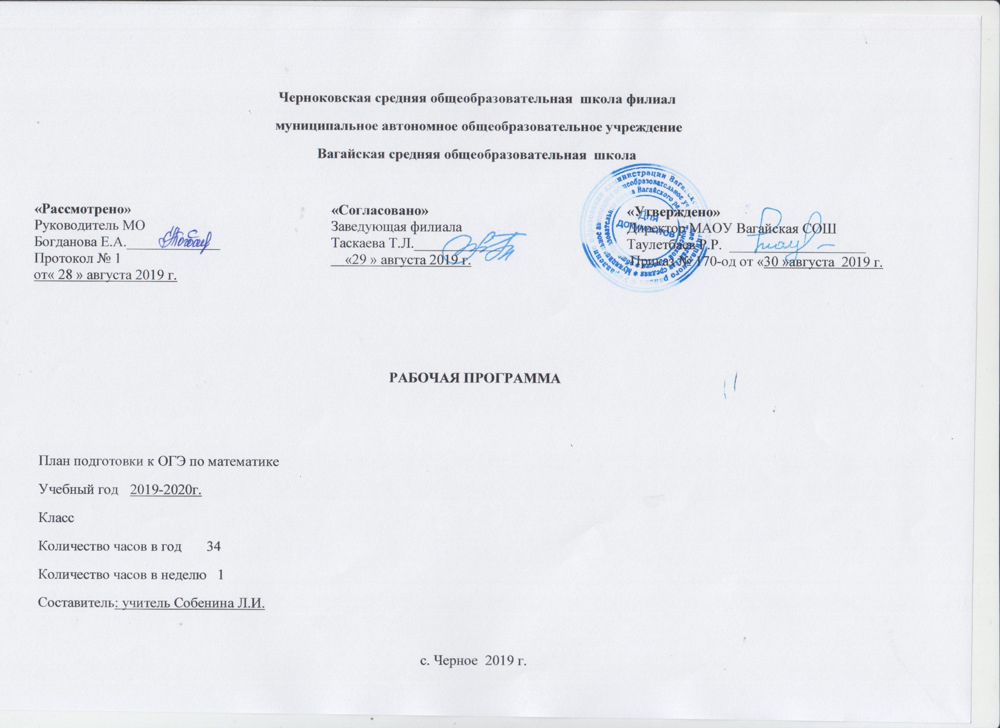 Черноковская средняя общеобразовательная школа филиал
муниципальное автономное общеобразовательное учреждение
Вагайская средняя общеобразовательная школа
«Рассмотрено»
Руководитель МО
Богданова Е.А.
Протокол № 1
от« 28 » августа 2019 г.
«Согласовано»
Заведующая филиала
Таскаева Т.Л.
«29 » августа 2019 г.
«Утверждено»
Директор МАОУ Вагайская СОШ
Таулетбаев Р.Р.
Приказ № 170-од от «30 »августа 2019 г.
Для
документов
РАБОЧАЯ ПРОГРАММА
План подготовки к ОГЭ по математике
Учебный год 2019-2020г.
Класс
Количество часов в год 34
Количество часов в неделю 1
Составитель: учитель Собенина Л.И.
с. Черное 2019 г.